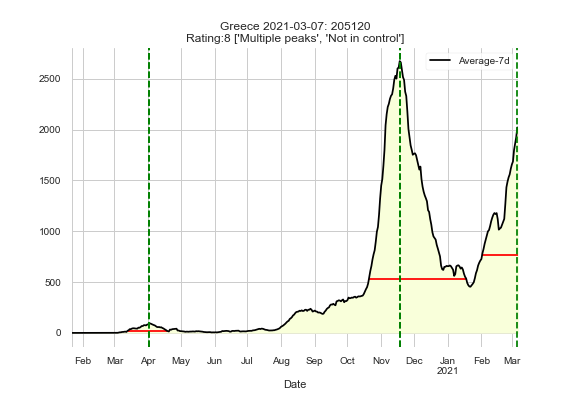 Greece 2021-03-07: 205120
Rating:8 ['Multiple peaks', 'Not in control']
Average-7d
2500
2000
1500
1000
500
0
Feb Mar Apr May Jun Jul Aug Sep Oct Nov Dec Jan Feb Mar
2021
Date